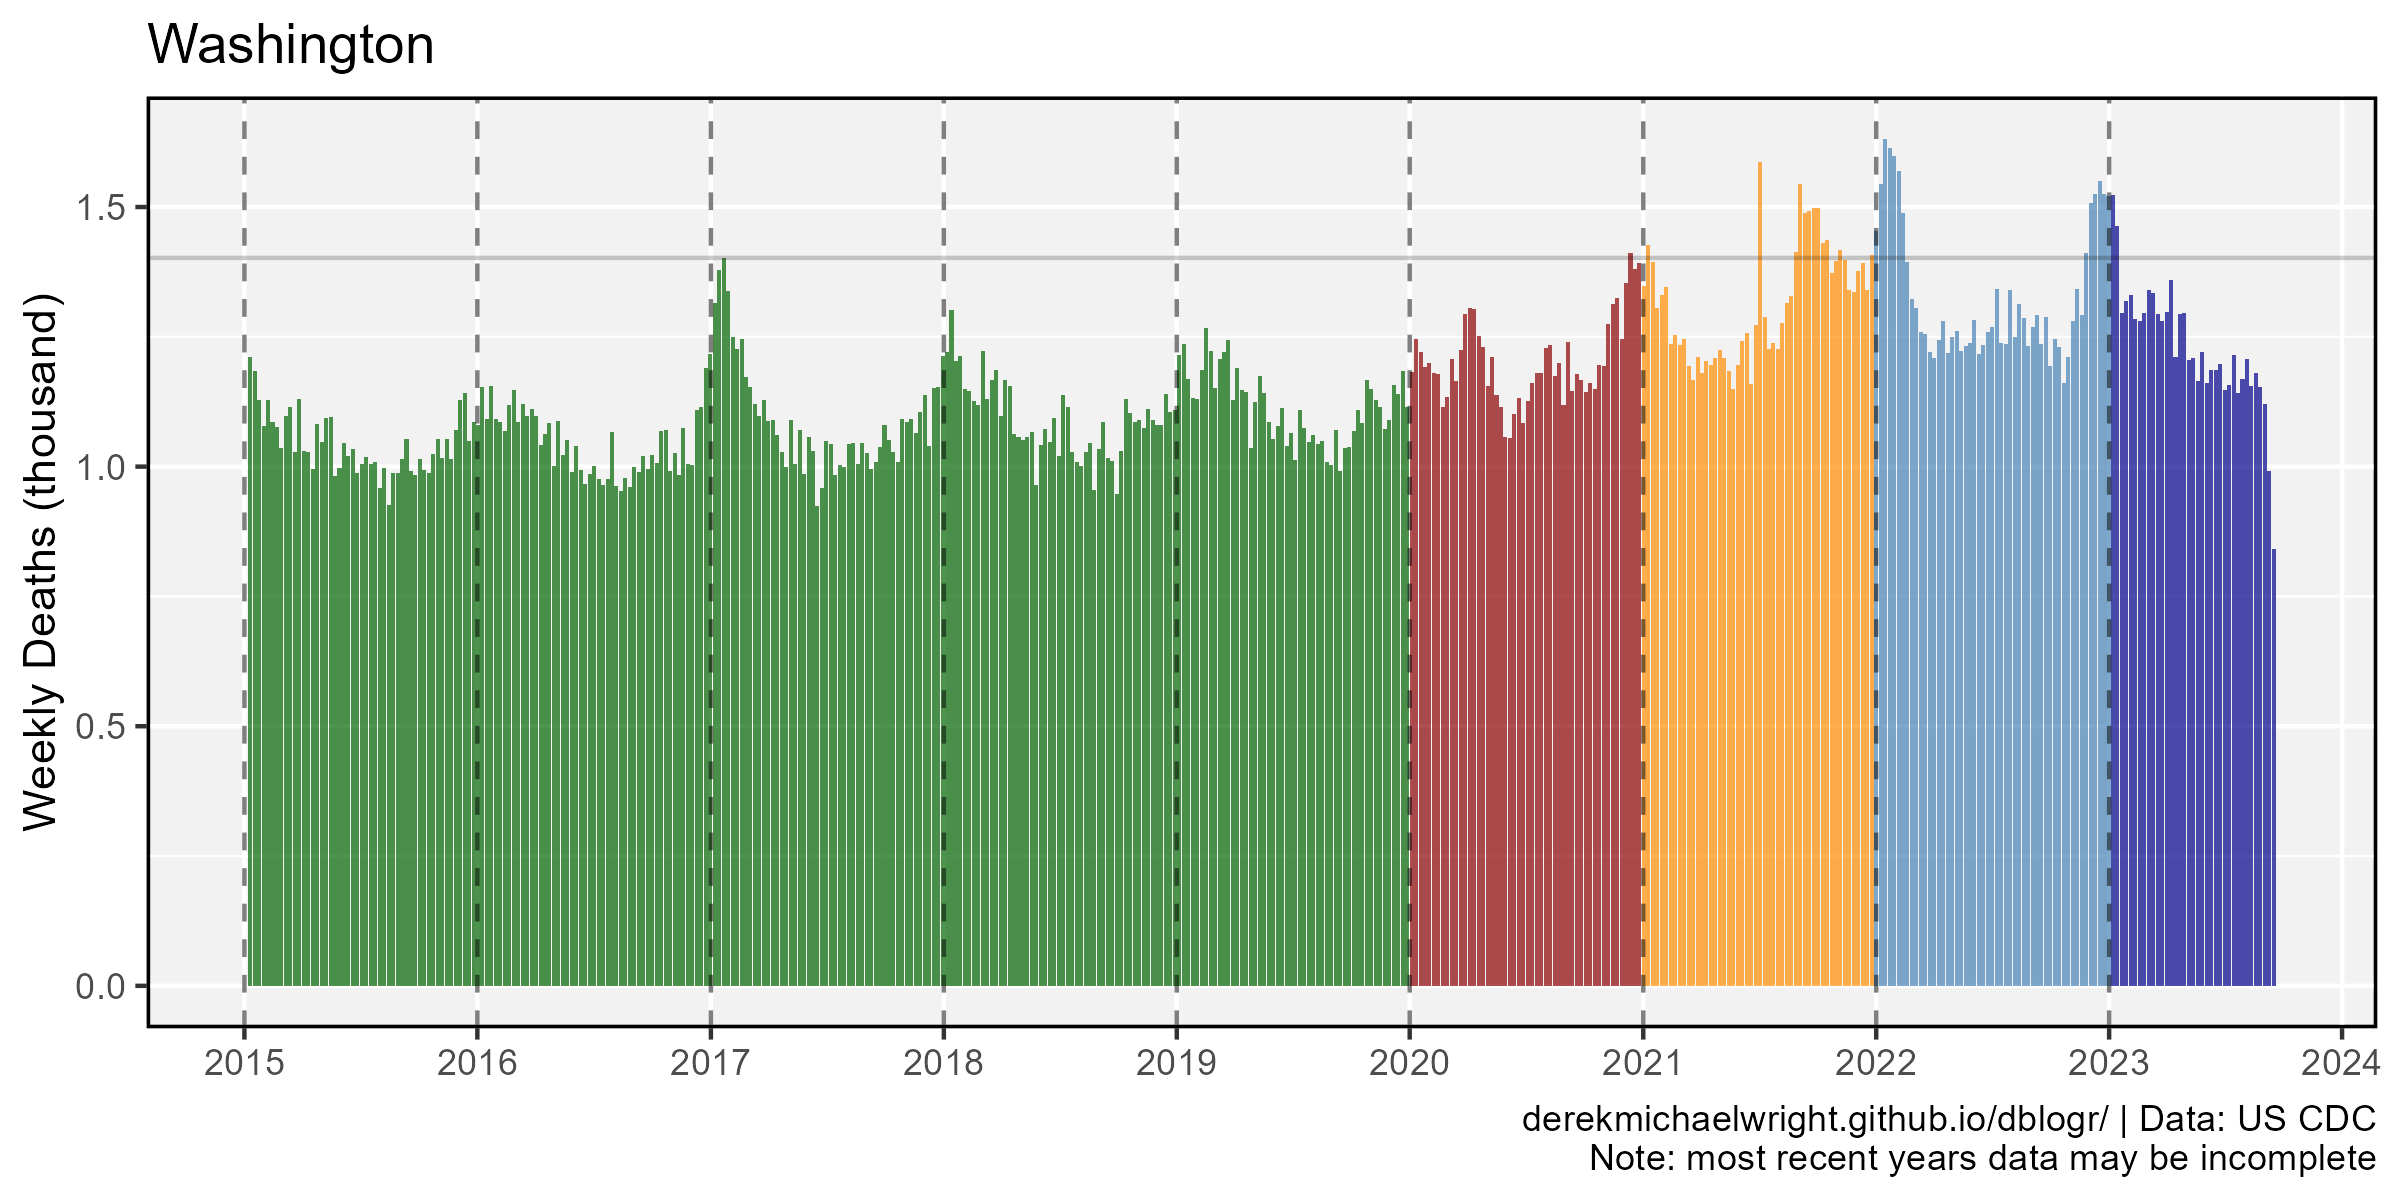 Washington
Weekly Deaths (thousand)
1.5
1.0
0.5
0.0
2015 2016 2017 2018 2019 2020 2021 2022 2023 2024
derekmichaelwright.github.io/dblogr/ | Data: US CDC
Note: most recent years data may be incomplete